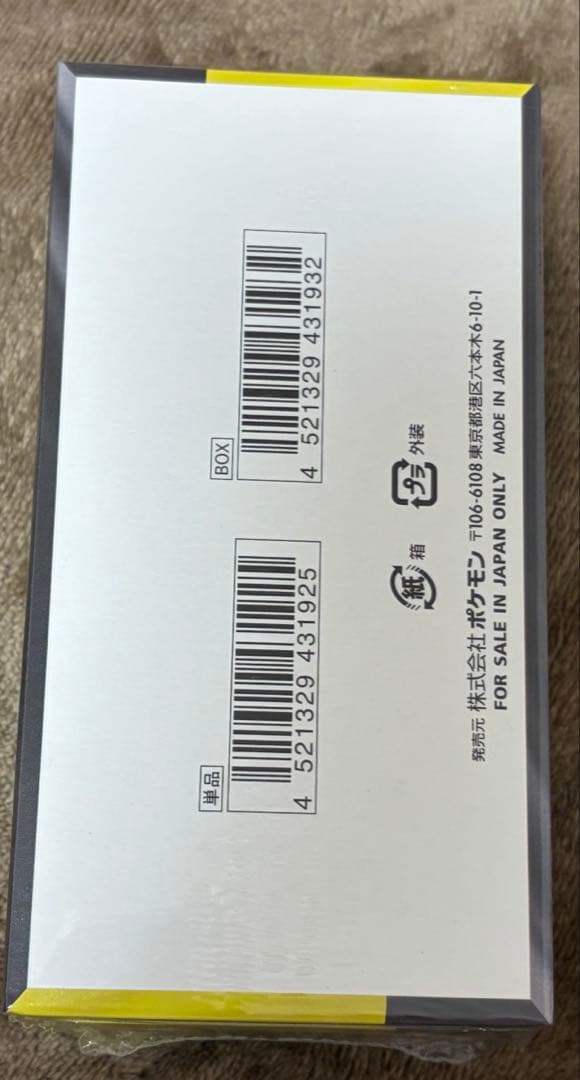 単品
4 521329 431925
BOX
4 521329 431932
紙 箱
プラ 外装
発売元 株式会社 ポケモン 〒106-6108 東京都港区六本木6-10-1
FOR SALE IN JAPAN ONLY MADE IN JAPAN